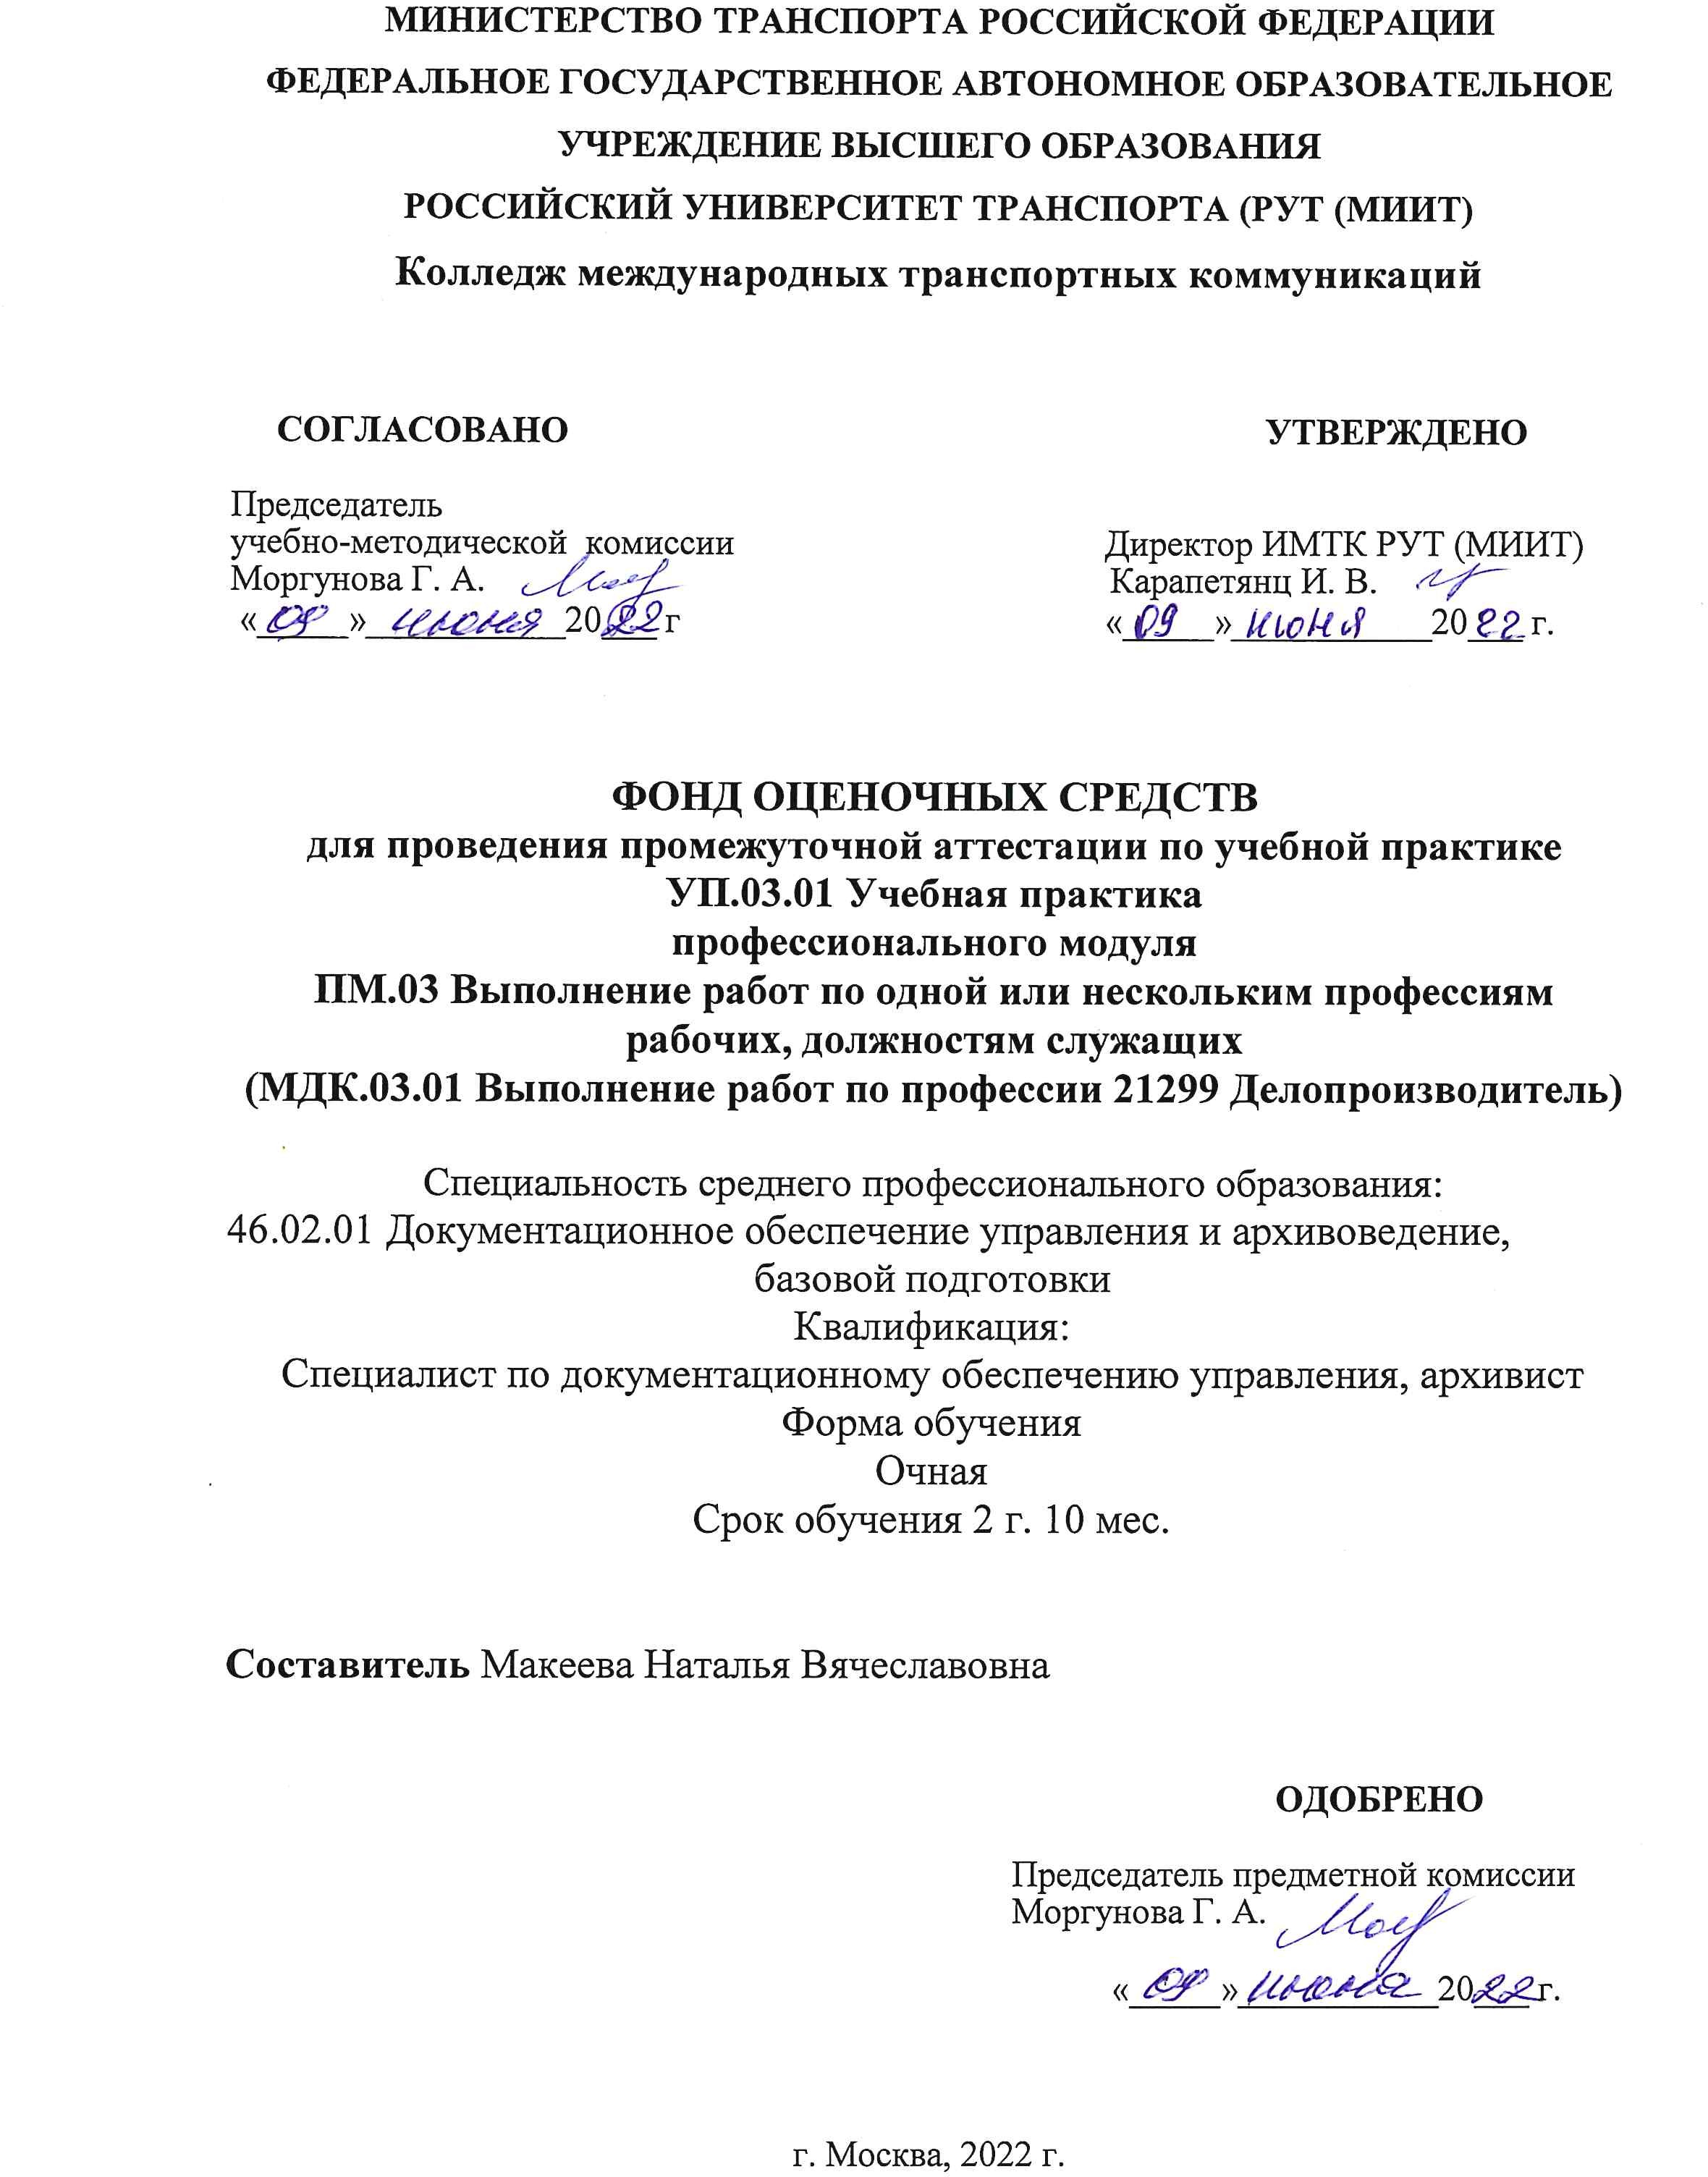 МИНИСТЕРСТВО ТРАНСПОРТА РОССИЙСКОЙ ФЕДЕРАЦИИ
ФЕДЕРАЛЬНОЕ ГОСУДАРСТВЕННОЕ АВТОНОМНОЕ ОБРАЗОВАТЕЛЬНОЕ
УЧРЕЖДЕНИЕ ВЫСШЕГО ОБРАЗОВАНИЯ
РОССИЙСКИЙ УНИВЕРСИТЕТ ТРАНСПОРТА (РУТ (МИИТ)
Колледж международных транспортных коммуникаций
СОГЛАСОВАНО
Председатель
учебно-методической комиссии
Моргунова Г. А.
«09» июня 2022 г
УТВЕРЖДЕНО
Директор ИМТК РУТ (МИИТ)
Карапетянц И. В.
«09» июня 2022 г.
ФОНД ОЦЕНОЧНЫХ СРЕДСТВ
для проведения промежуточной аттестации по учебной практике
УП.03.01 Учебная практика
профессионального модуля
ПМ.03 Выполнение работ по одной или нескольким профессиям
рабочих, должностям служащих
(МДК.03.01 Выполнение работ по профессии 21299 Делопроизводитель)
Специальность среднего профессионального образования:
46.02.01 Документационное обеспечение управления и архивоведение,
базовой подготовки
Квалификация:
Специалист по документационному обеспечению управления, архивист
Форма обучения
Очная
Срок обучения 2 г. 10 мес.
Составитель Макеева Наталья Вячеславовна
ОДОБРЕНО
Председатель предметной комиссии
Моргунова Г. А.
«09» июня 2022 г.
г. Москва, 2022 г.